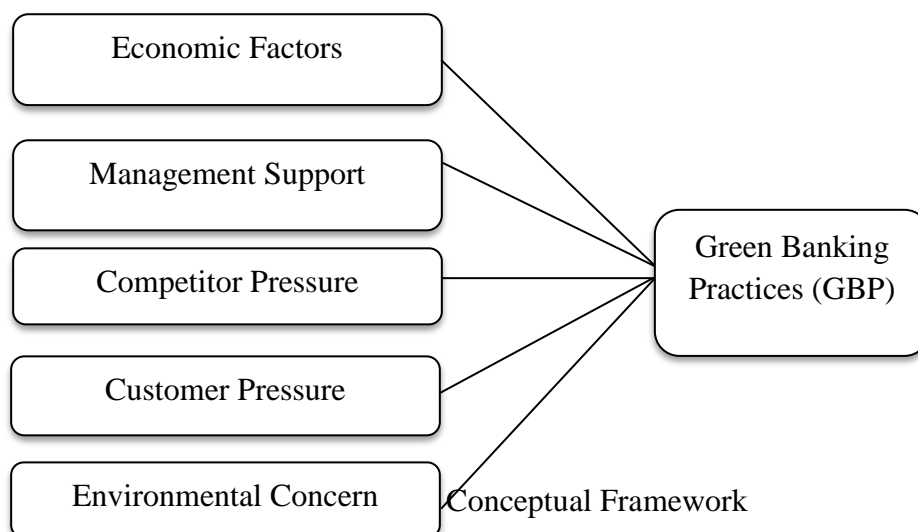 Economic Factors
Management Support
Competitor Pressure
Customer Pressure
Environmental Concern
Green Banking
Practices (GBP)
Conceptual Framework